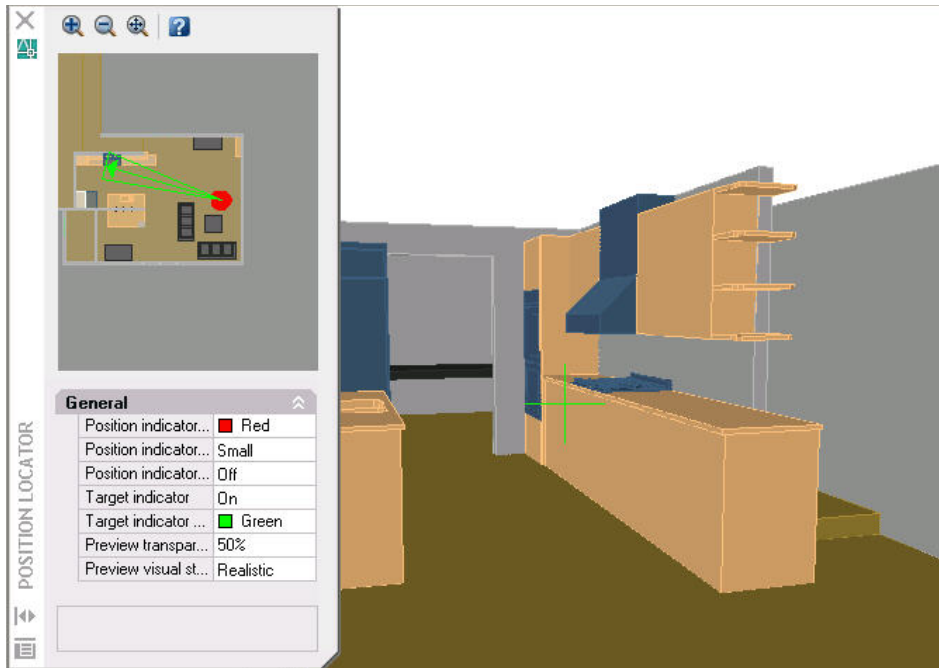 POSITION LOCATOR
General
Position indicator... Red
Position indicator... Small
Position indicator... Off
Target indicator On
Target indicator ... Green
Preview transpar... 50%
Preview visual st... Realistic